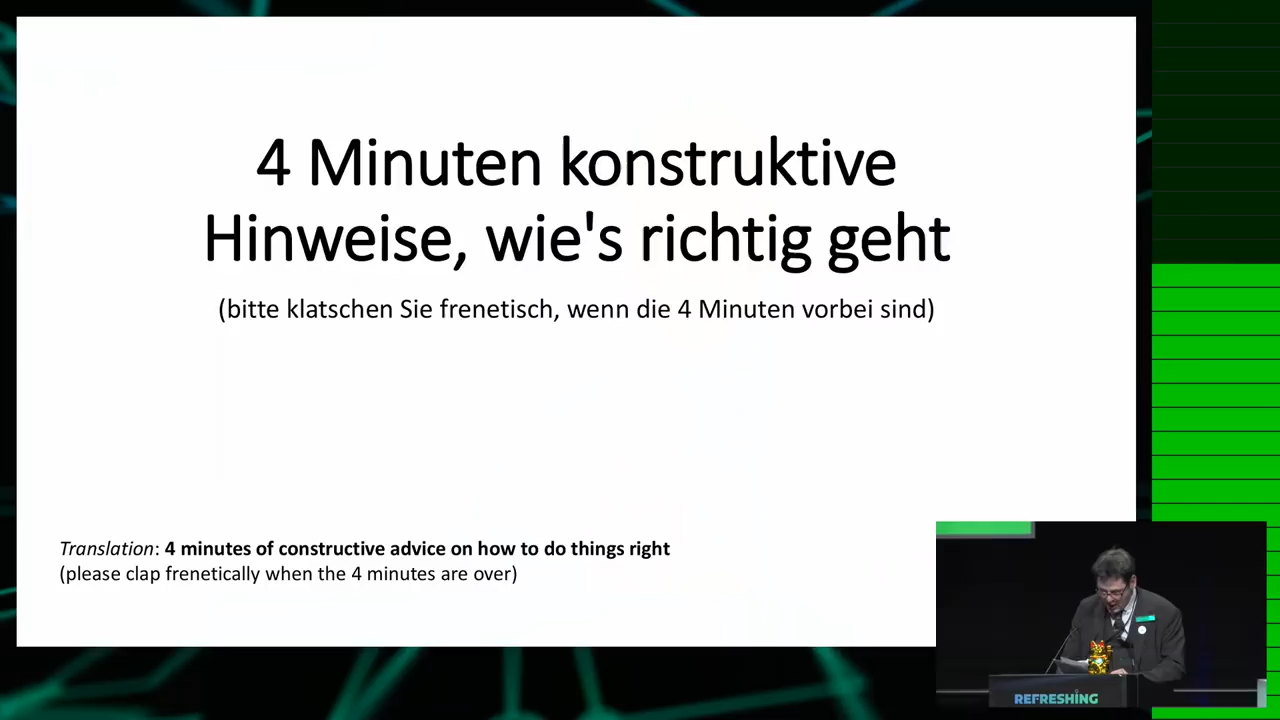 4 Minuten konstruktive
Hinweise, wie's richtig geht
(bitte klatschen Sie frenetisch, wenn die 4 Minuten vorbei sind)
Translation: 4 minutes of constructive advice on how to do things right
(please clap frenetically when the 4 minutes are over)
REFRESHING